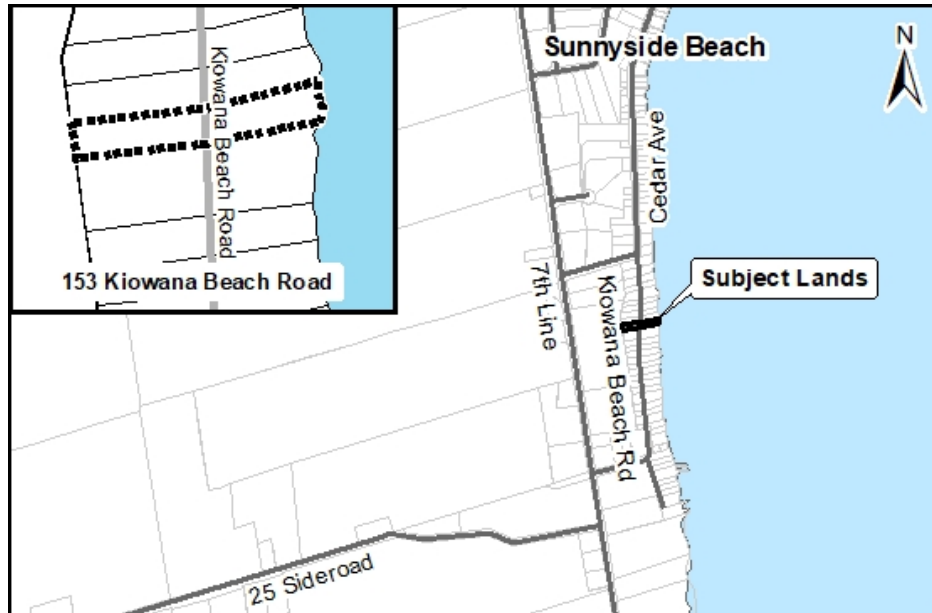 Kiowana Beach Road
153 Kiowana Beach Road
Sunnyside Beach
N
Cedar Ave
Subject Lands
7th Line
Kiowana Beach Rd
25 Sideroad